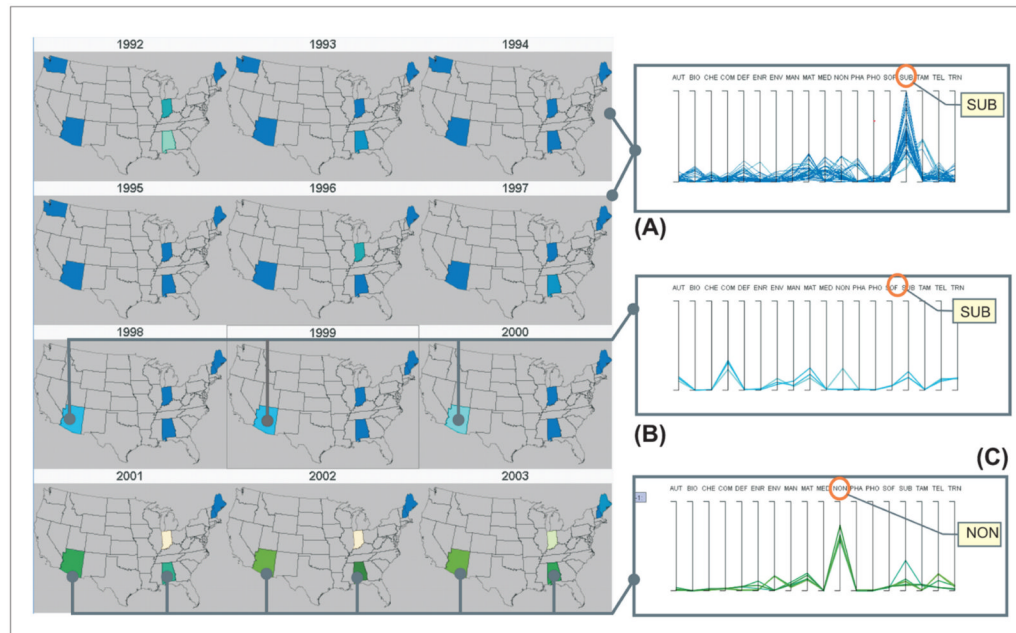 1992 1993 1994
1995 1996 1997
1998 1999 2000
2001 2002 2003
AUT BIO CHE COM DEF ENR ENV MAN MAT MED NON PHA PHO SOF SUB TAM TEL TRN
SUB
(A)
AUT BIO CHE COM DEF ENR ENV MAN MAT MED NON PHA PHO SOF SUB TAM TEL TRN
SUB
(B)
(C)
AUT BIO CHE COM DEF ENR ENV MAN MAT MED NON PHA PHO SOF SUB TAM TEL TRN
NON